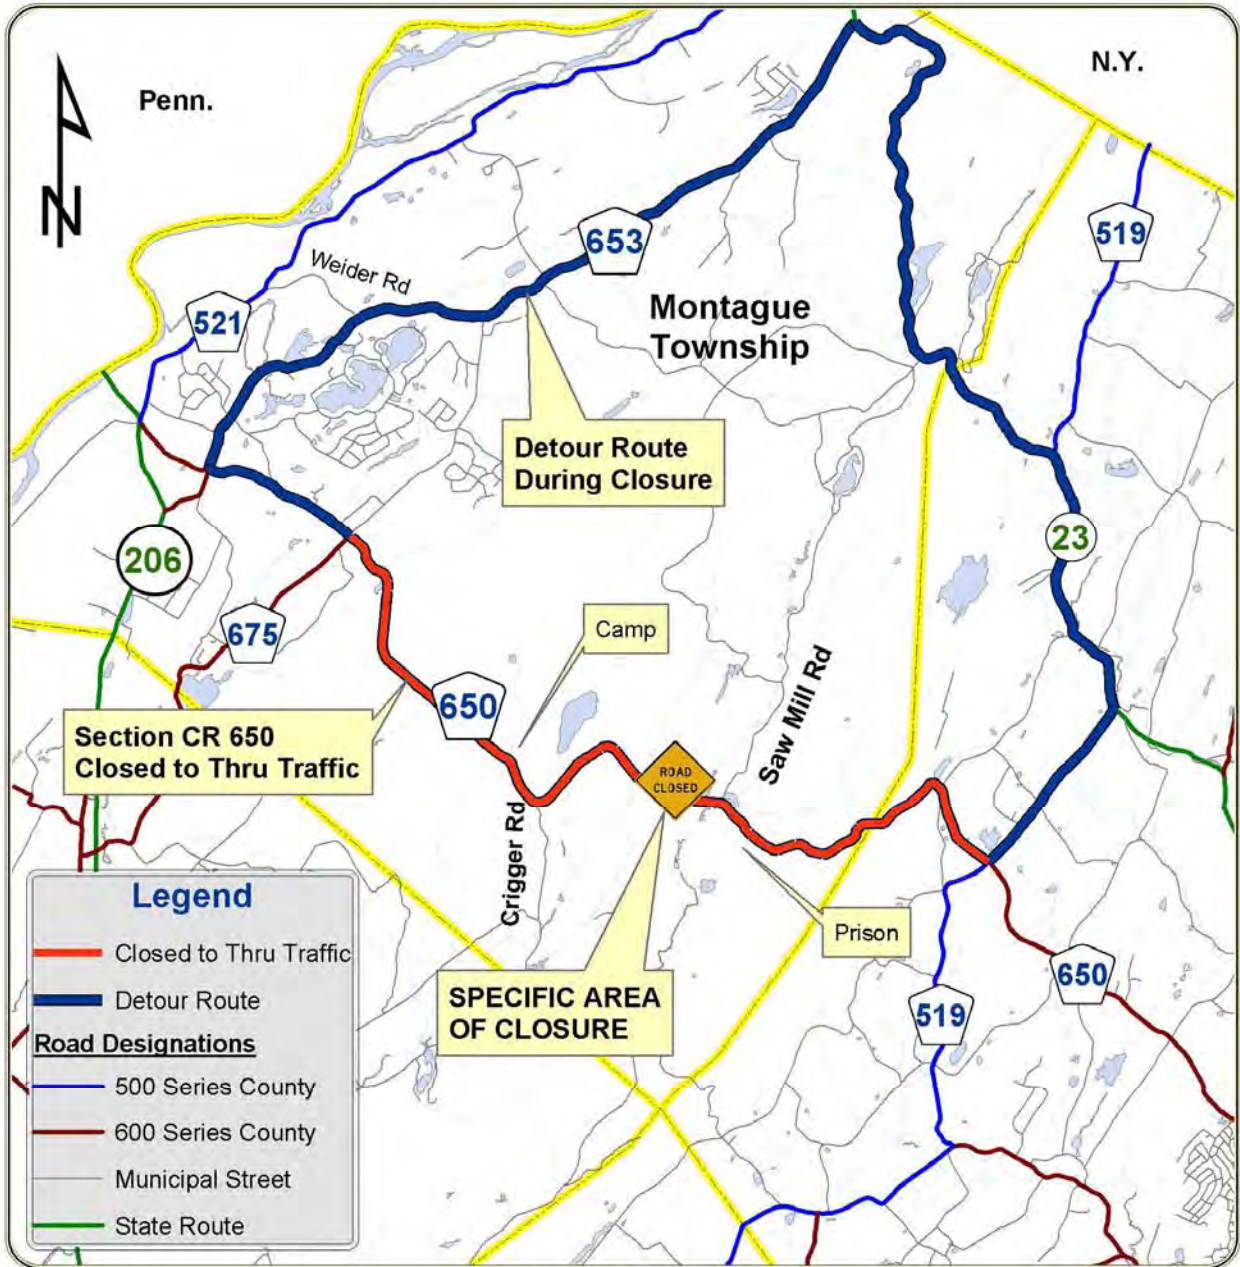 N.Y.
Penn.
N
519
653
Weider Rd
Montague
Township
521
Detour Route
During Closure
23
206
Camp
675
650
Saw Mill Rd
Section CR 650
Closed to Thru Traffic
ROAD
CLOSED
Crigger Rd
Prison
Legend
Closed to Thru Traffic
Detour Route
Road Designations
500 Series County
600 Series County
Municipal Street
State Route
SPECIFIC AREA
OF CLOSURE
650
519